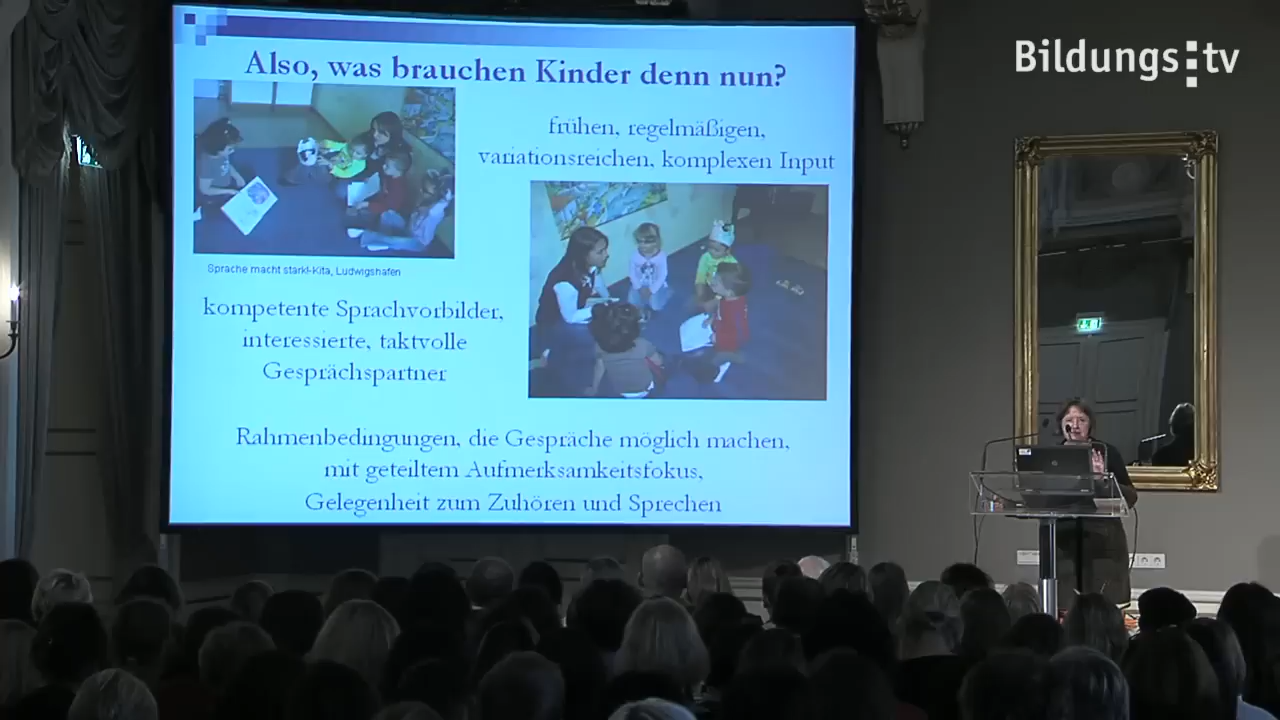 Bildungs:tv
Also, was brauchen Kinder denn nun?
frühen, regelmäßigen,
variationsreichen, komplexen Input
Sprache macht stark!-Kita, Ludwigshafen
kompetente Sprachvorbilder,
interessierte, taktvolle
Gesprächspartner
Rahmenbedingungen, die Gespräche möglich machen,
mit geteiltem Aufmerksamkeitsfokus,
Gelegenheit zum Zuhören und Sprechen